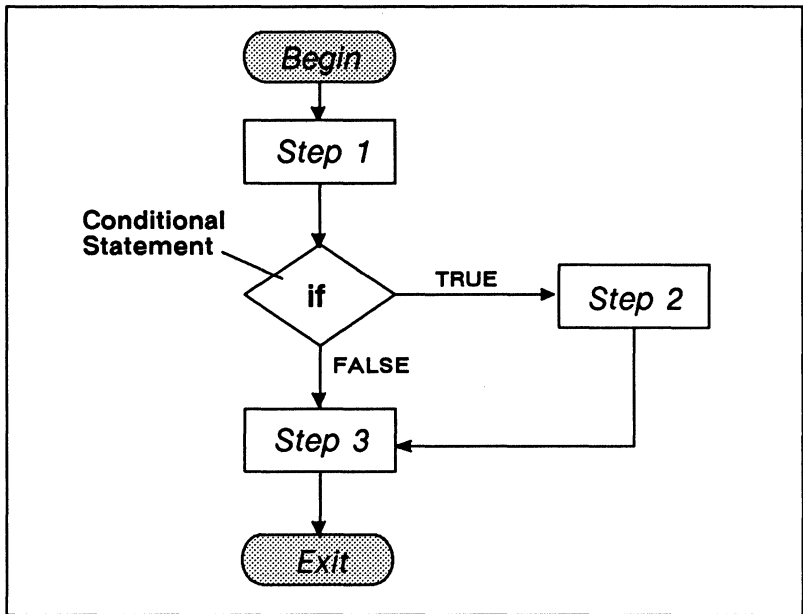 Begin
Step 1
Conditional
Statement
if
TRUE
Step 2
FALSE
Step 3
Exit